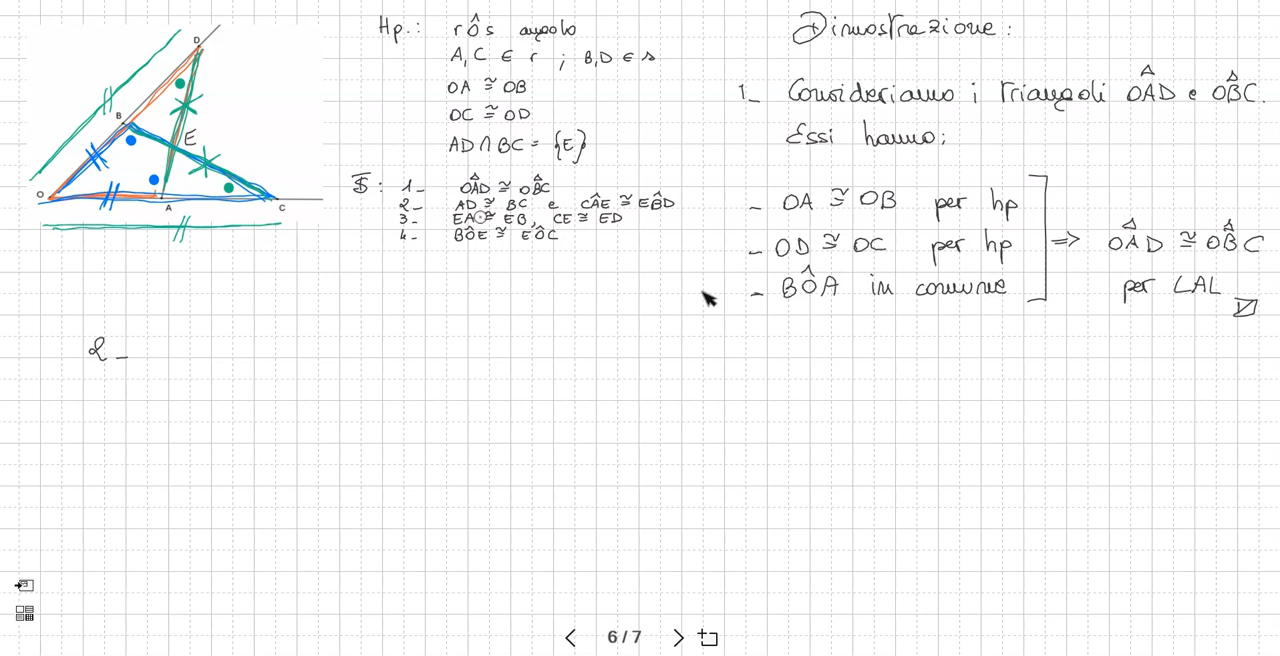 D
B
E
O
A
C
Hp.: rÔs angolo
A, C ∈ r ; B, D ∈ s
OA ≅ OB
OC ≅ OD
AD ∩ BC = {E}
TS: 1- OÂD ≅ OB̂C
2- AD ≅ BC e CÂE ≅ EB̂D
3- EA ≅ EB, CE ≅ ED
4- BÔE ≅ EÔC
Dimostrazione:
1- Consideriamo i triangoli OÂD e OB̂C.
Essi hanno:
- OA ≅ OB per hp
- OD ≅ OC per hp
- BÔA in comune
=> OÂD ≅ OB̂C
per LAL
2-
6 / 7